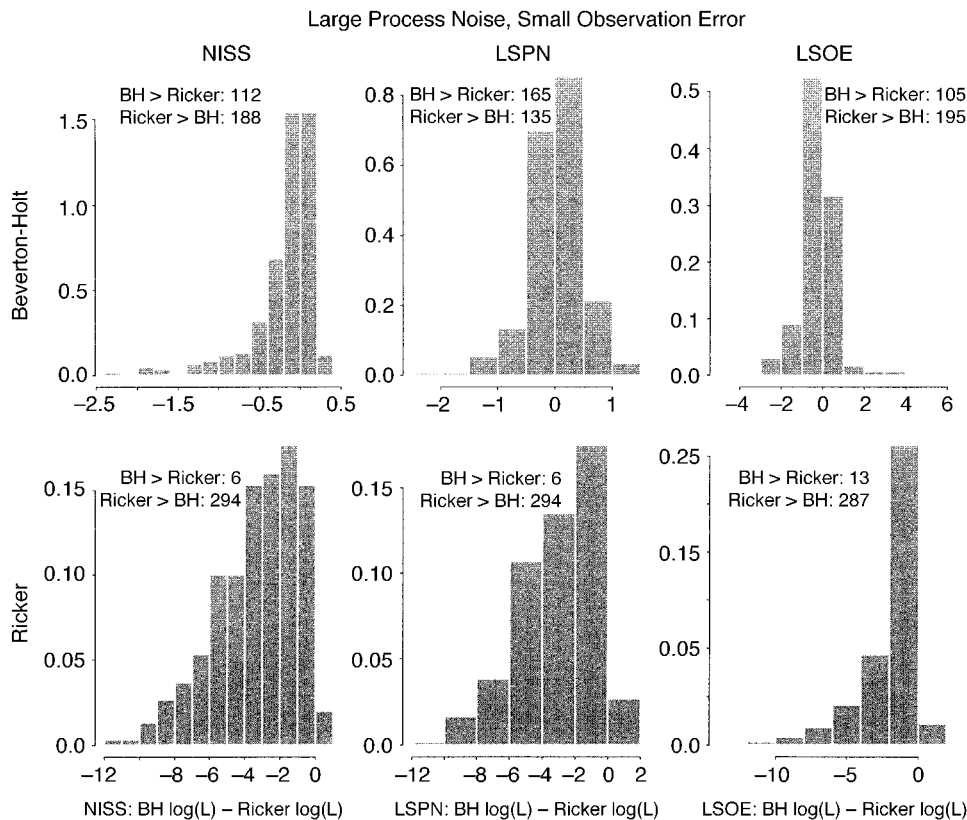 Large Process Noise, Small Observation Error
NISS
LSPN
LSOE
Beverton-Holt
BH > Ricker: 112
Ricker > BH: 188
1.5
1.0
0.5
0.0
−2.5
−1.5
−0.5
0.5
BH > Ricker: 165
Ricker > BH: 135
0.8
0.6
0.4
0.2
0.0
−2
−1
0
1
BH > Ricker: 105
Ricker > BH: 195
0.5
0.4
0.3
0.2
0.1
0.0
−4
−2
0
2
4
6
Ricker
BH > Ricker: 6
Ricker > BH: 294
0.15
0.10
0.05
0.0
−12
−8
−6
−4
−2
0
NISS: BH log(L) − Ricker log(L)
BH > Ricker: 6
Ricker > BH: 294
0.15
0.10
0.05
0.0
−12
−8
−6
−4
−2
0
2
LSPN: BH log(L) − Ricker log(L)
BH > Ricker: 13
Ricker > BH: 287
0.25
0.15
0.05
0.0
−10
−5
0
LSOE: BH log(L) − Ricker log(L)